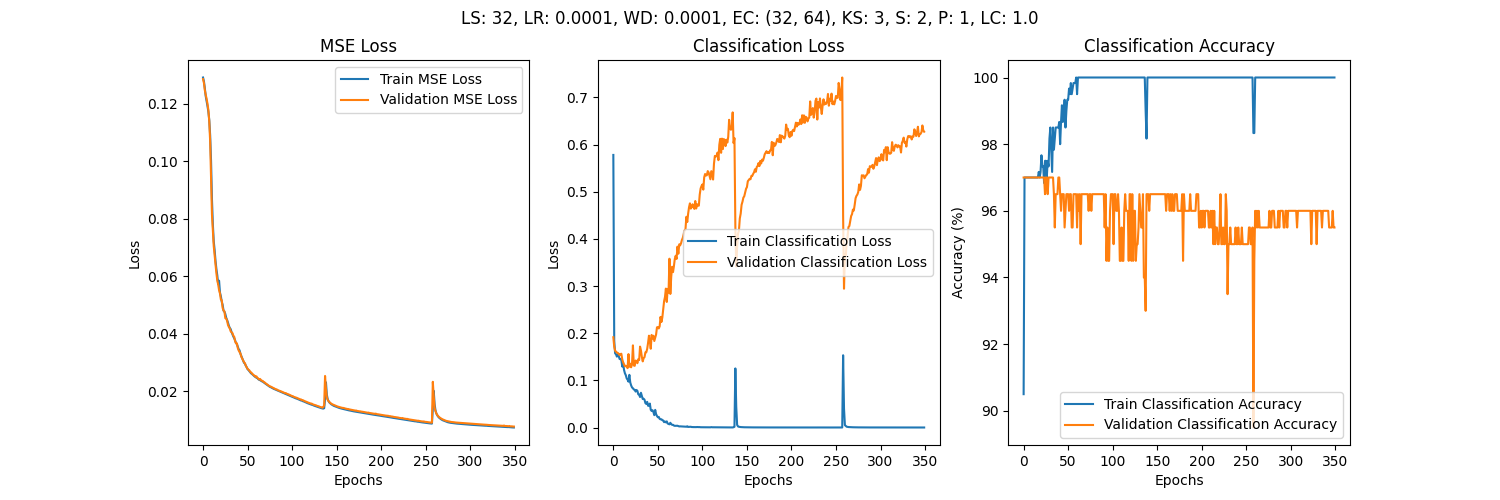 LS: 32, LR: 0.0001, WD: 0.0001, EC: (32, 64), KS: 3, S: 2, P: 1, LC: 1.0
MSE Loss
Train MSE Loss
Validation MSE Loss
0.12
0.10
0.08
0.06
0.04
0.02
Loss
0 50 100 150 200 250 300 350
Epochs
Classification Loss
Train Classification Loss
Validation Classification Loss
0.7
0.6
0.5
0.4
0.3
0.2
0.1
0.0
Loss
0 50 100 150 200 250 300 350
Epochs
Classification Accuracy
Train Classification Accuracy
Validation Classification Accuracy
100
98
96
94
92
90
Accuracy (%)
0 50 100 150 200 250 300 350
Epochs